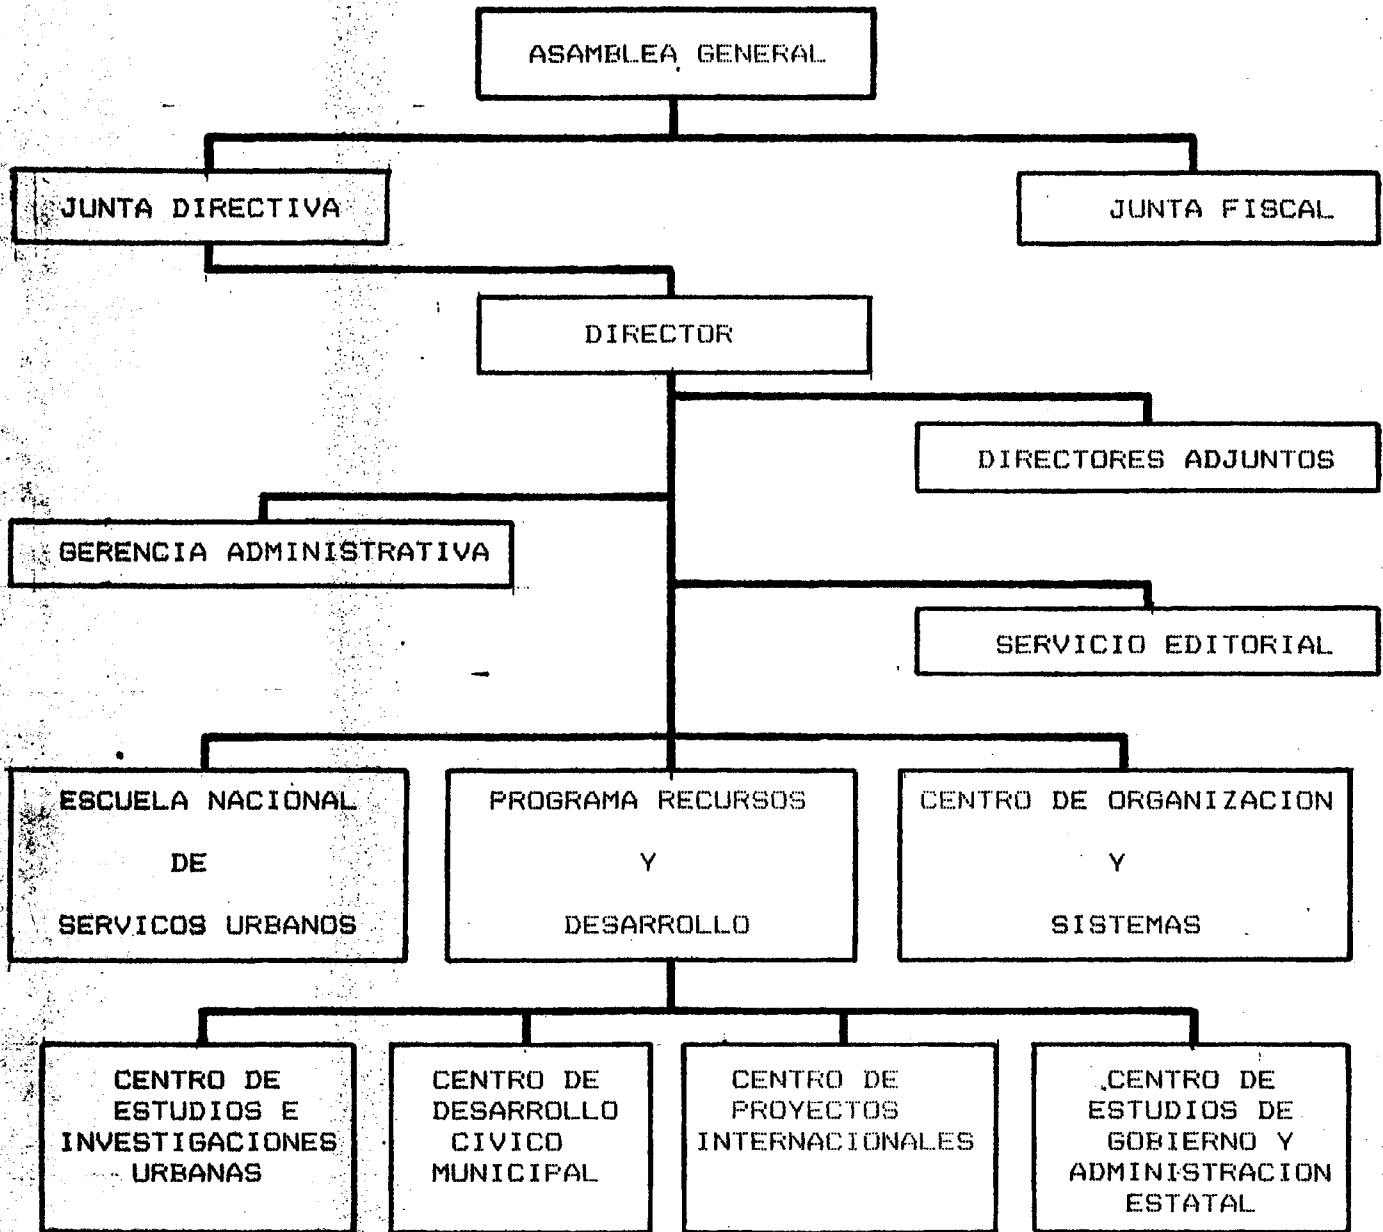 ASAMBLEA GENERAL
JUNTA DIRECTIVA
JUNTA FISCAL
DIRECTOR
DIRECTORES ADJUNTOS
GERENCIA ADMINISTRATIVA
SERVICIO EDITORIAL
ESCUELA NACIONAL
DE
SERVICOS URBANOS
PROGRAMA RECURSOS
Y
DESARROLLO
CENTRO DE ORGANIZACION
Y
SISTEMAS
CENTRO DE
ESTUDIOS E
INVESTIGACIONES
URBANAS
CENTRO DE
DESARROLLO
CIVICO
MUNICIPAL
CENTRO DE
PROYECTOS
INTERNACIONALES
CENTRO DE
ESTUDIOS DE
GOBIERNO Y
ADMINISTRACION
ESTATAL